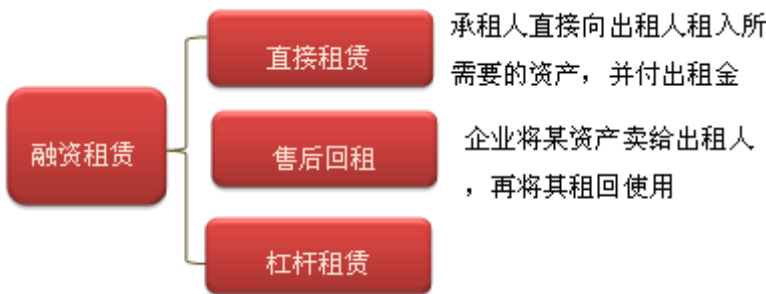 融资租赁
直接租赁
承租人直接向出租人租入所
需要的资产，并付出租金
售后回租
企业将某资产卖给出租人
，再将其租回使用
杠杆租赁